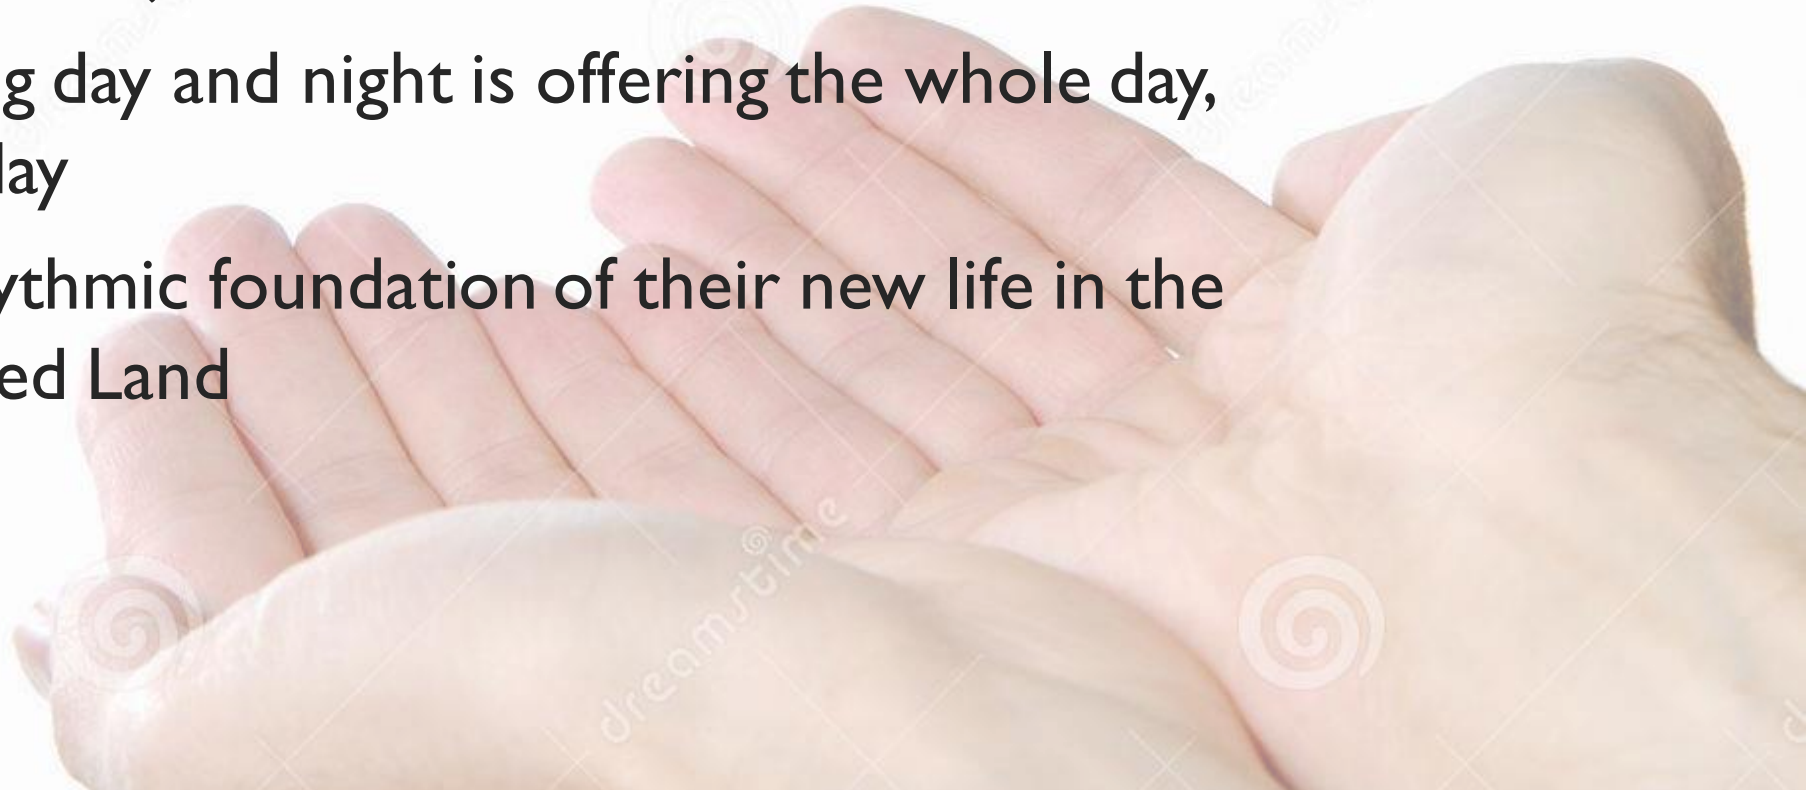 g day and night is offering the whole day,
lay
ythmic foundation of their new life in the
ed Land
dreamstime